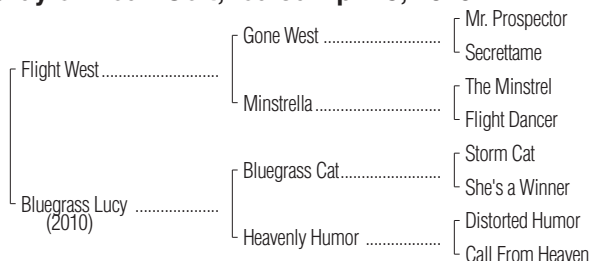 Gone West
Mr. Prospector
Secrettame
Flight West
Minstrella
The Minstrel
Flight Dancer
Bluegrass Lucy
(2010)
Bluegrass Cat
Storm Cat
She's a Winner
Heavenly Humor
Distorted Humor
Call From Heaven